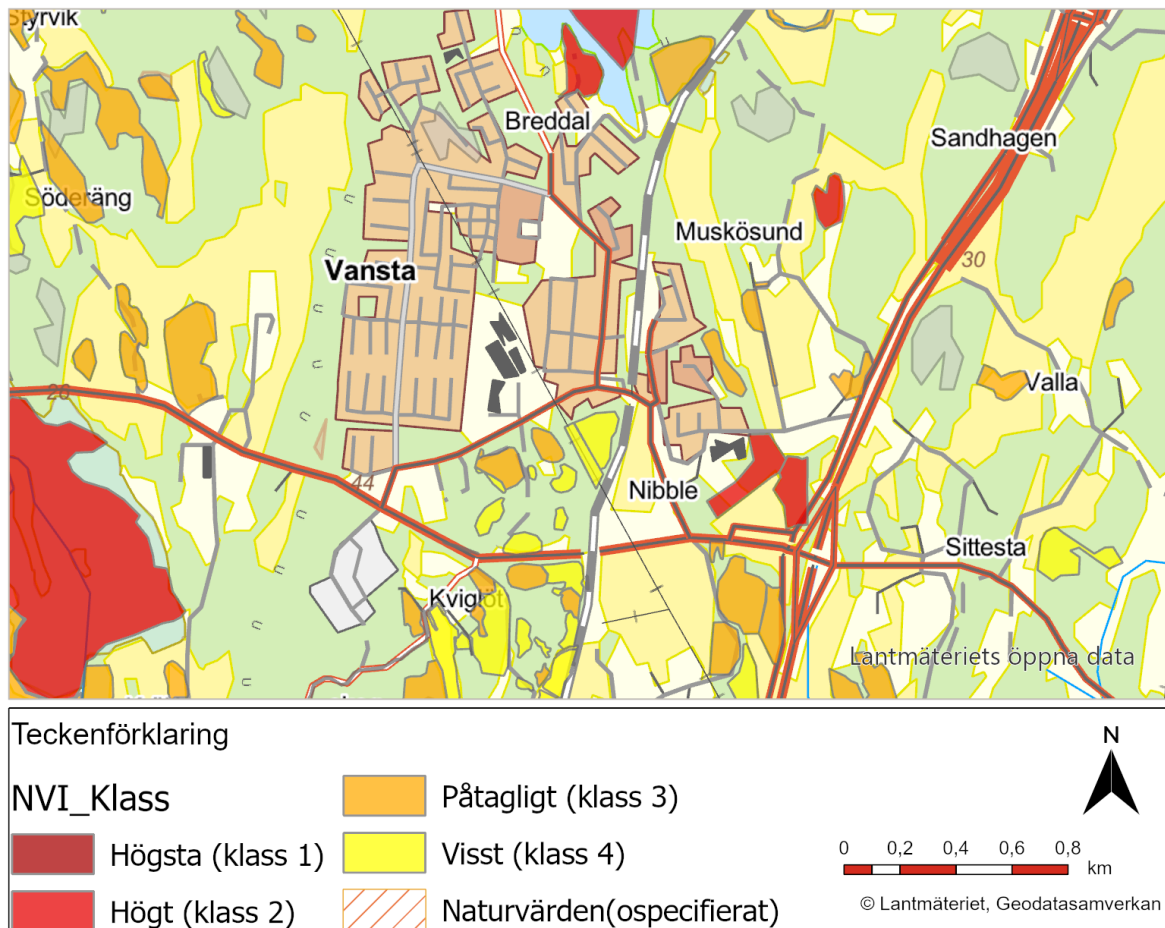 Styrvik
Breddal
Sandhagen
Söderäng
Muskösund
Vansta
30
Valla
26
44
Nibble
Sittesta
Kviglöt
Lantmäteriets öppna data
Teckenförklaring
NVI_Klass
Högsta (klass 1)
Högt (klass 2)
Påtagligt (klass 3)
Visst (klass 4)
Naturvärden(ospecifierat)
N
0 0,2 0,4 0,6 0,8
km
© Lantmäteriet, Geodatasamverkan